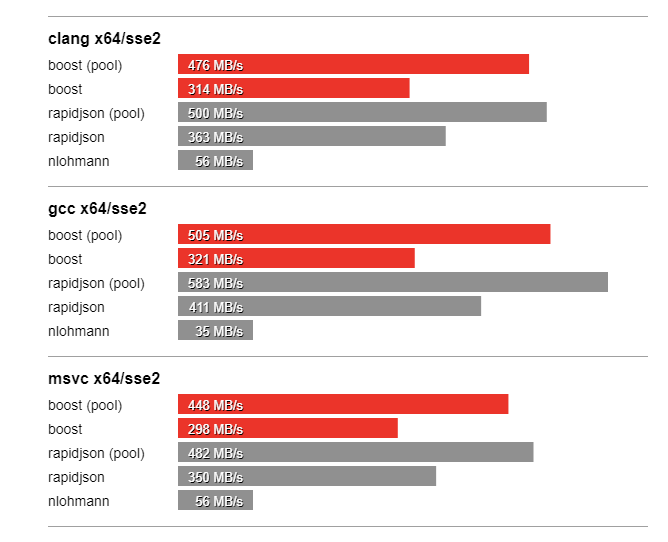 clang x64/sse2
boost (pool) 476 MB/s
boost 314 MB/s
rapidjson (pool) 500 MB/s
rapidjson 363 MB/s
nlohmann 56 MB/s
gcc x64/sse2
boost (pool) 505 MB/s
boost 321 MB/s
rapidjson (pool) 583 MB/s
rapidjson 411 MB/s
nlohmann 35 MB/s
msvc x64/sse2
boost (pool) 448 MB/s
boost 298 MB/s
rapidjson (pool) 482 MB/s
rapidjson 350 MB/s
nlohmann 56 MB/s